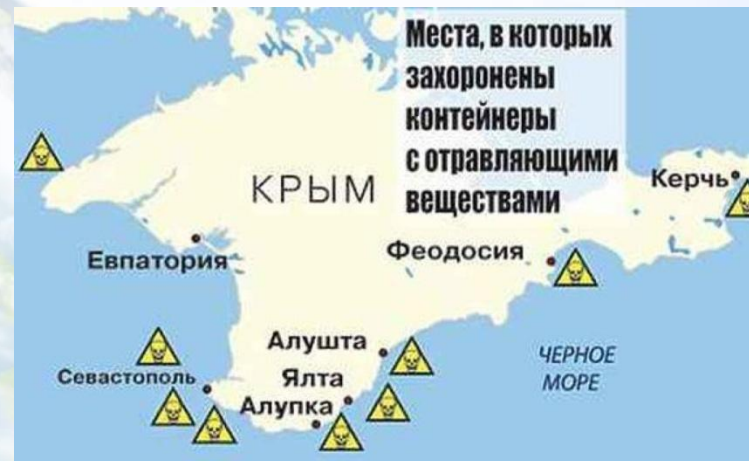 Места, в которых
захоронены
контейнеры
с отравляющими
веществами
КРЫМ
Керчь
Евпатория
Феодосия
Алушта
Севастополь
Ялта
Алупка
ЧЕРНОЕ
МОРЕ